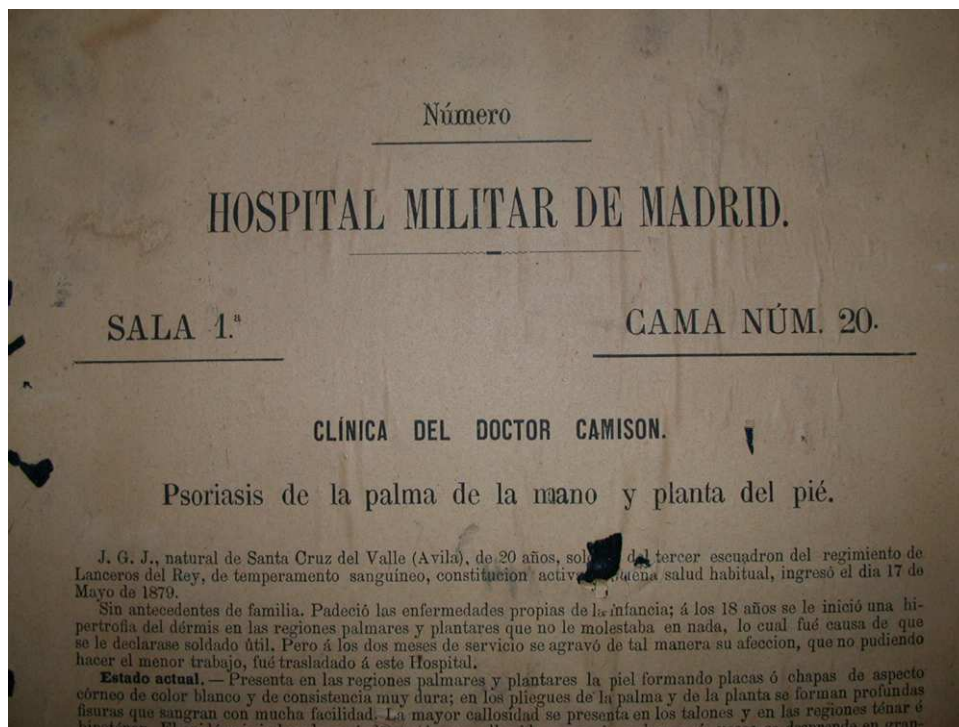 Número
HOSPITAL MILITAR DE MADRID.
SALA 1.ª
CAMA NÚM. 20.
CLÍNICA DEL DOCTOR CAMISON.
Psoriasis de la palma de la mano y planta del pié.
J. G. J., natural de Santa Cruz del Valle (Avila), de 20 años, del tercer escuadron del regimiento de
Lanceros del Rey, de temperamento sanguíneo, constitucion activa buena salud habitual, ingresó el dia 17 de
Mayo de 1879.
Sin antecedentes de familia. Padeció las enfermedades propias de la infancia; á los 18 años se le inició una hi-
pertrofia del dérmis en las regiones palmares y plantares que no le molestaba en nada, lo cual fué causa de que
se le declarase soldado útil. Pero á los dos meses de servicio se agravó de tal manera su afeccion, que no pudiendo
hacer el menor trabajo, fué trasladado á este Hospital.
Estado actual. — Presenta en las regiones palmares y plantares la piel formando placas ó chapas de aspecto
córneo de color blanco y de consistencia muy dura; en los pliegues de la palma y de la planta se forman profundas
fisuras que sangran con mucha facilidad. La mayor callosidad se presenta en los talones y en las regiones ténar é